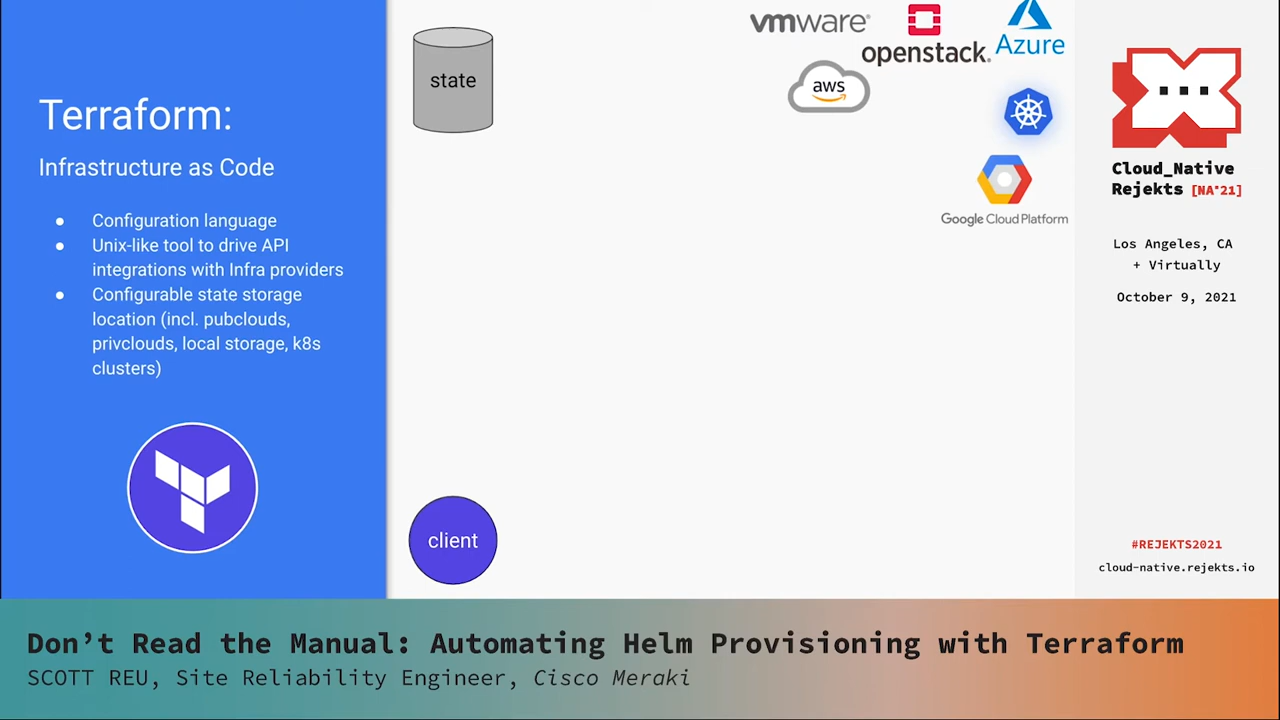 Terraform:
Infrastructure as Code
● Configuration language
● Unix-like tool to drive API
integrations with Infra providers
● Configurable state storage
location (incl. pubclouds,
privclouds, local storage, k8s
clusters)
state
client
vmware®
openstack.
Azure
aws
Google Cloud Platform
Cloud_Native
Rejekts [NA'21]
Los Angeles, CA
+ Virtually
October 9, 2021
#REJEKTS2021
cloud-native.rejekts.io
Don’t Read the Manual: Automating Helm Provisioning with Terraform
SCOTT REU, Site Reliability Engineer, Cisco Meraki